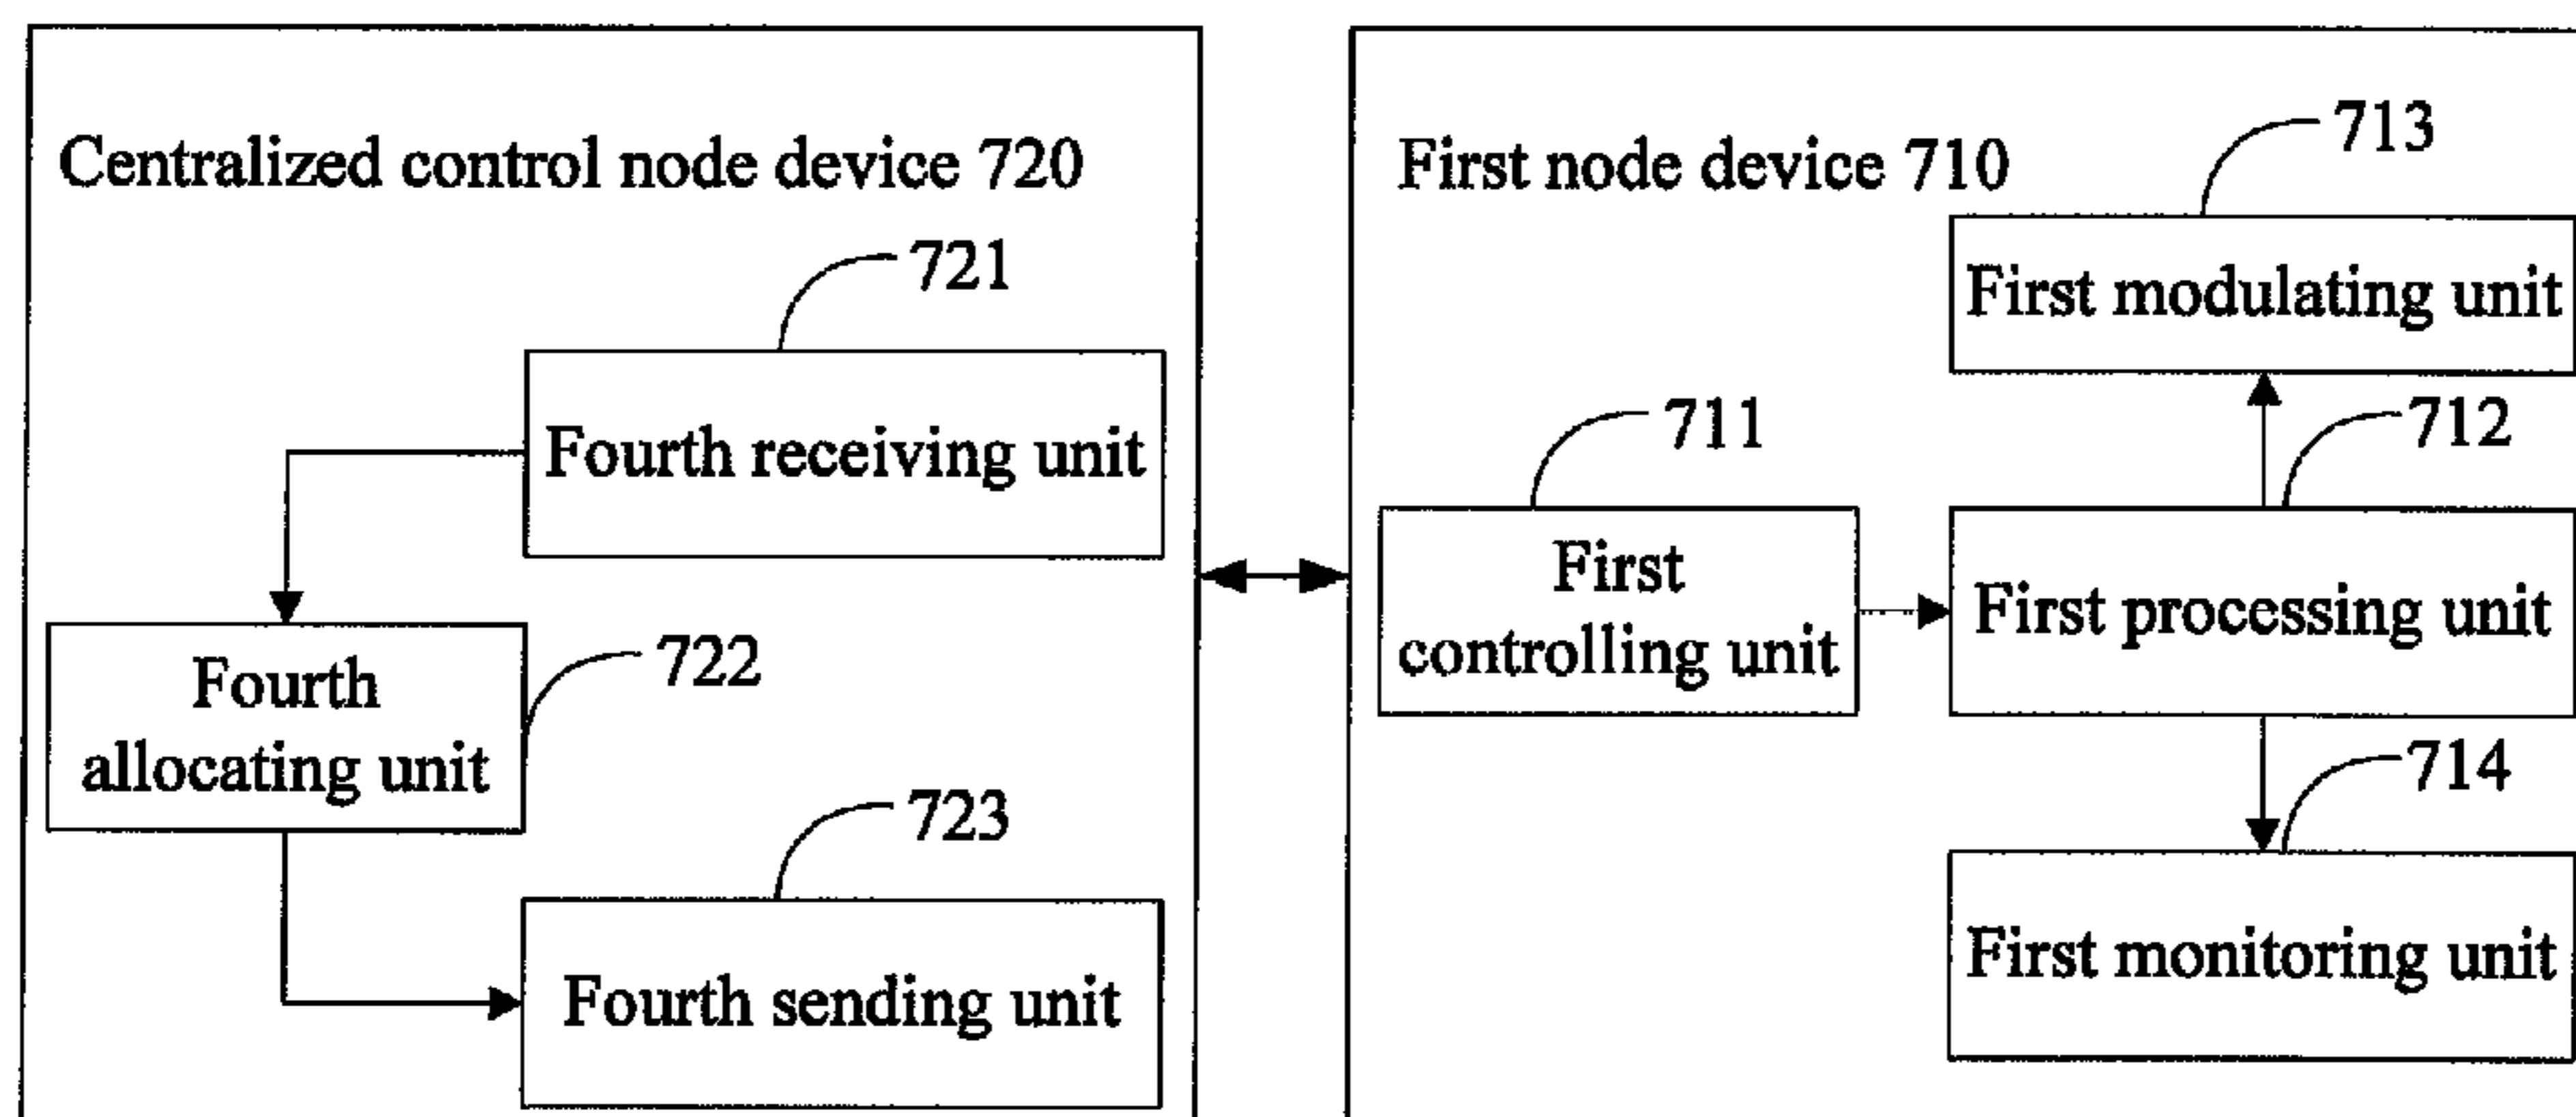 Centralized control node device 720
721
Fourth receiving unit
722
Fourth
allocating unit
723
Fourth sending unit
First node device 710
713
First modulating unit
711
First
controlling unit
712
First processing unit
714
First monitoring unit